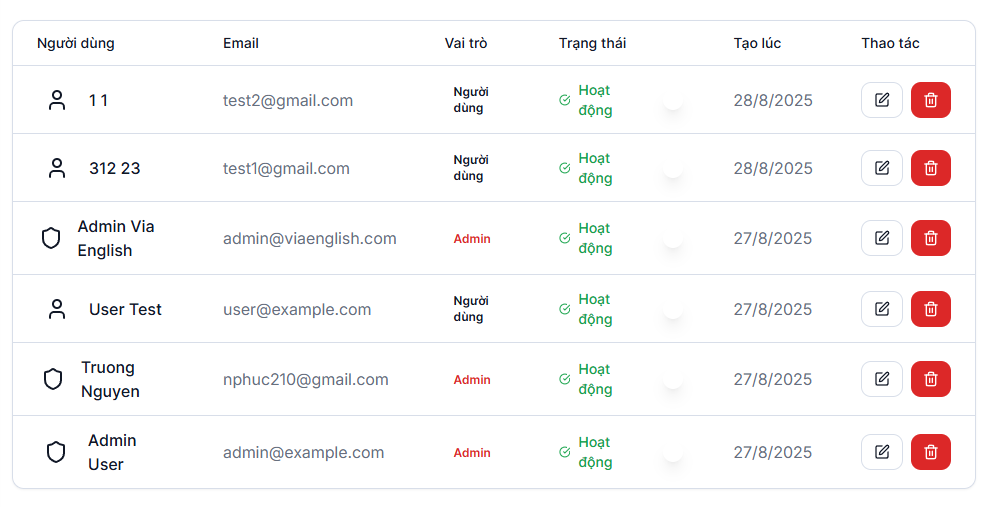 Người dùng Email Vai trò Trạng thái Tạo lúc Thao tác
1 1 test2@gmail.com Người dùng Hoạt động 28/8/2025
312 23 test1@gmail.com Người dùng Hoạt động 28/8/2025
Admin Via English admin@viaenglish.com Admin Hoạt động 27/8/2025
User Test user@example.com Người dùng Hoạt động 27/8/2025
Truong Nguyen nphuc210@gmail.com Admin Hoạt động 27/8/2025
Admin User admin@example.com Admin Hoạt động 27/8/2025